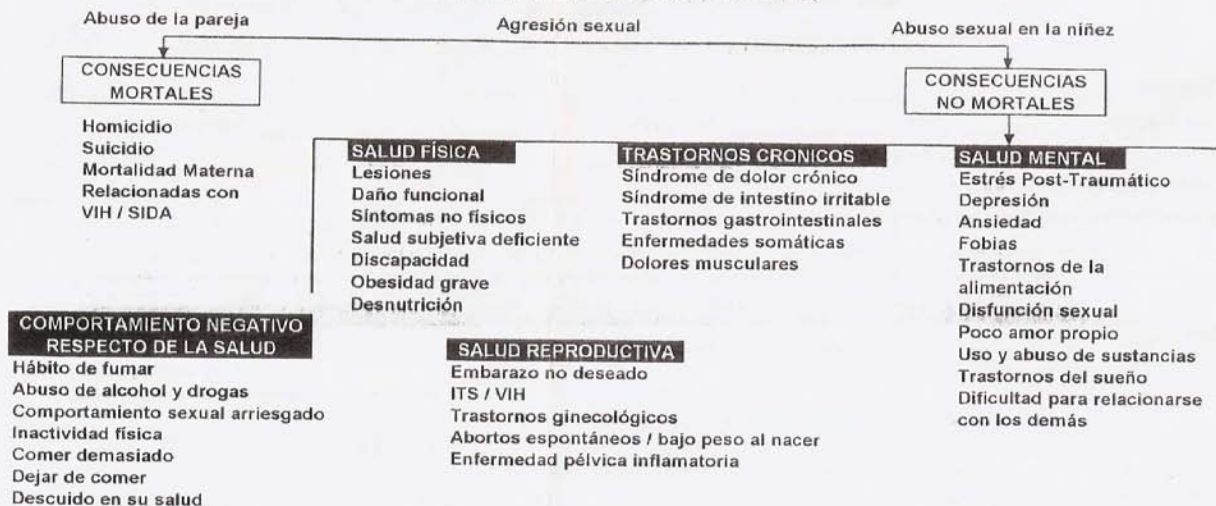 Abuso de la pareja
Agresión sexual
Abuso sexual en la niñez
CONSECUENCIAS
MORTALES
CONSECUENCIAS
NO MORTALES
Homicidio
Suicidio
Mortalidad Materna
Relacionadas con
VIH / SIDA
SALUD FÍSICA
Lesiones
Daño funcional
Síntomas no físicos
Salud subjetiva deficiente
Discapacidad
Obesidad grave
Desnutrición
TRASTORNOS CRONICOS
Síndrome de dolor crónico
Síndrome de intestino irritable
Trastornos gastrointestinales
Enfermedades somáticas
Dolores musculares
SALUD MENTAL
Estrés Post-Traumático
Depresión
Ansiedad
Fobias
Trastornos de la
alimentación
Disfunción sexual
Poco amor propio
Uso y abuso de sustancias
Trastornos del sueño
Dificultad para relacionarse
con los demás
COMPORTAMIENTO NEGATIVO
RESPECTO DE LA SALUD
Hábito de fumar
Abuso de alcohol y drogas
Comportamiento sexual arriesgado
Inactividad física
Comer demasiado
Dejar de comer
Descuido en su salud
SALUD REPRODUCTIVA
Embarazo no deseado
ITS / VIH
Trastornos ginecológicos
Abortos espontáneos / bajo peso al nacer
Enfermedad pélvica inflamatoria